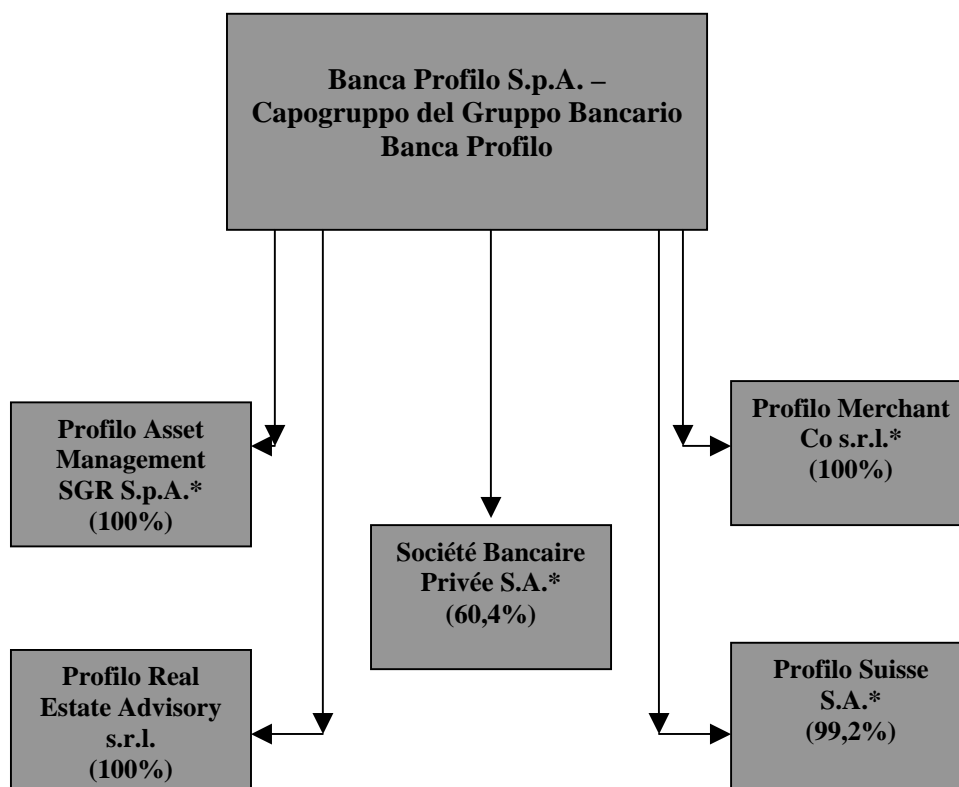 Banca Profilo S.p.A. –
Capogruppo del Gruppo Bancario
Banca Profilo
Profilo Asset
Management
SGR S.p.A.*
(100%)
Profilo Merchant
Co s.r.l.*
(100%)
Société Bancaire
Privée S.A.*
(60,4%)
Profilo Real
Estate Advisory
s.r.l.
(100%)
Profilo Suisse
S.A.*
(99,2%)